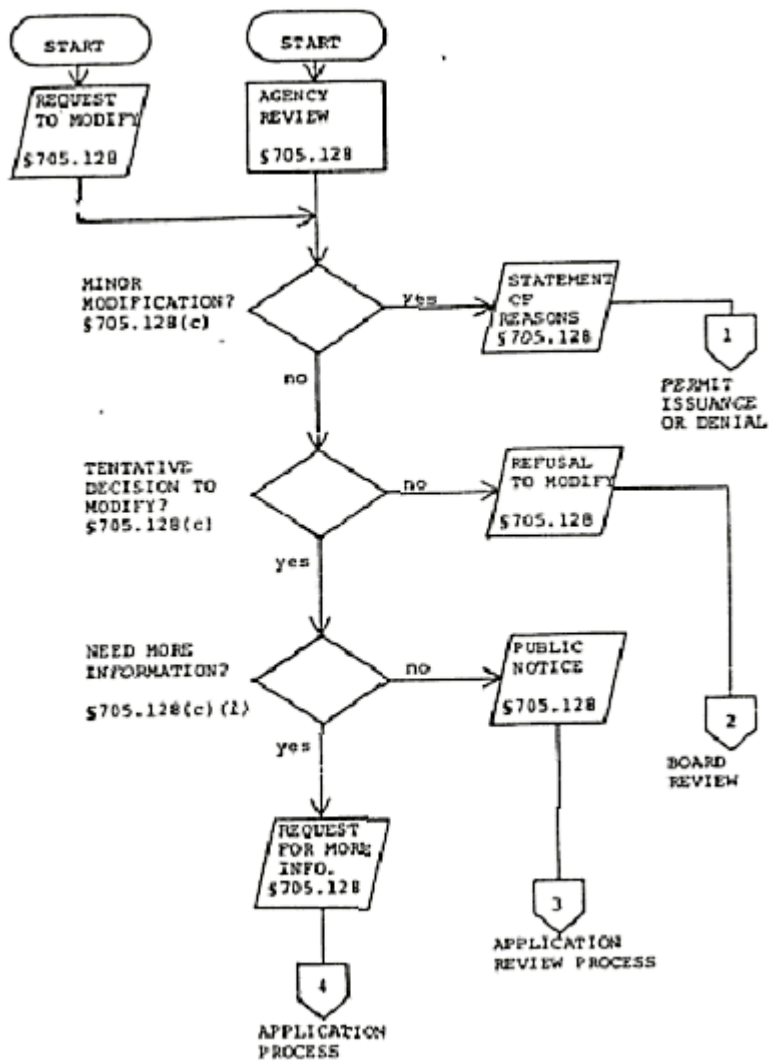 START
START
REQUEST
TO MODIFY
§705.128
AGENCY
REVIEW
§705.128
MINOR
MODIFICATION?
§705.128(c)
yes
STATEMENT
OF
REASONS
§705.128
1
PERMIT
ISSUANCE
OR DENIAL
no
TENTATIVE
DECISION TO
MODIFY?
§705.128(c)
no
REFUSAL
TO MODIFY
§705.128
yes
NEED MORE
INFORMATION?
§705.128(c)(1)
no
PUBLIC
NOTICE
§705.128
2
BOARD
REVIEW
yes
REQUEST
FOR MORE
INFO.
§705.128
3
APPLICATION
REVIEW PROCESS
4
APPLICATION
PROCESS